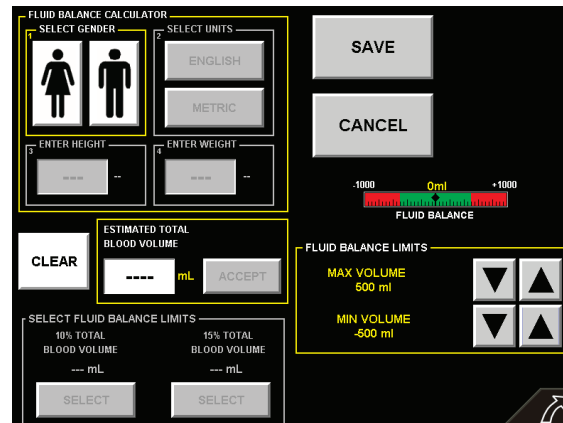 FLUID BALANCE CALCULATOR
1 SELECT GENDER
2 SELECT UNITS
ENGLISH
METRIC
3 ENTER HEIGHT
--- --
4 ENTER WEIGHT
--- --
SAVE
CANCEL
-1000 0ml +1000
FLUID BALANCE
CLEAR
ESTIMATED TOTAL
BLOOD VOLUME
---- mL
ACCEPT
FLUID BALANCE LIMITS
MAX VOLUME
500 ml
MIN VOLUME
-500 ml
SELECT FLUID BALANCE LIMITS
10% TOTAL
BLOOD VOLUME
--- mL
SELECT
15% TOTAL
BLOOD VOLUME
--- mL
SELECT